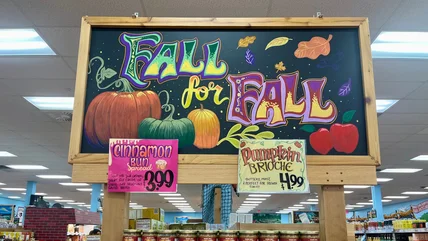 FALL
for
FALL
Cinnamon
Bun
Spread
3.99
Pumpkin
BRIOCHE
4.99